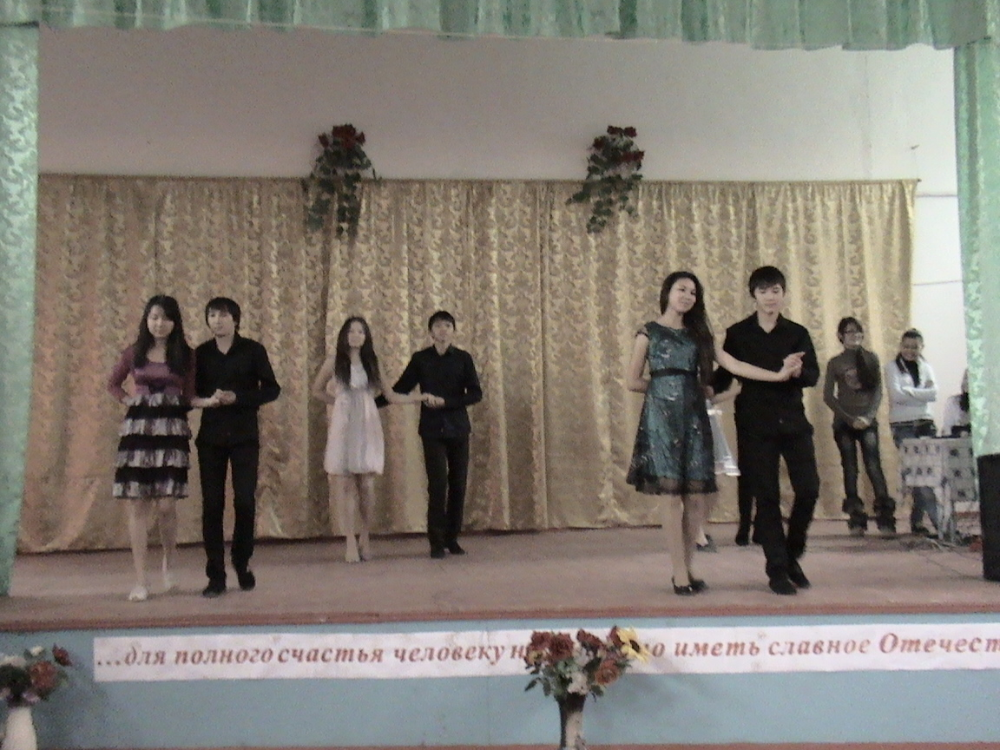 ...для полного счастья человеку н о иметь славное Отечест